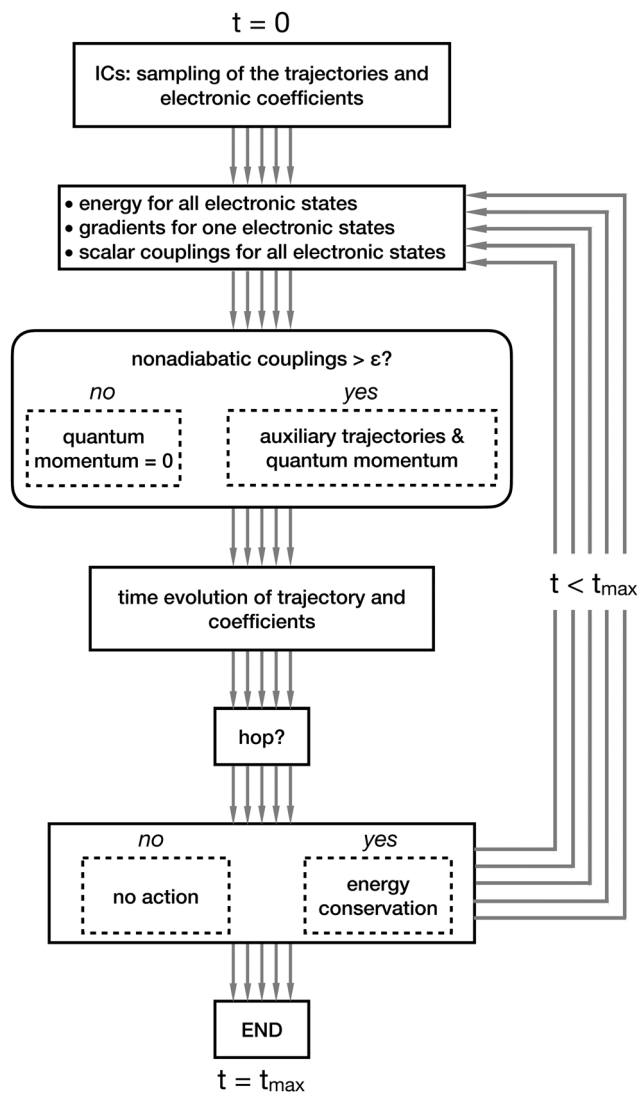 t = 0
ICs: sampling of the trajectories and
electronic coefficients
• energy for all electronic states
• gradients for one electronic states
• scalar couplings for all electronic states
nonadiabatic couplings > ε?
no
yes
quantum
momentum = 0
auxiliary trajectories &
quantum momentum
t < tmax
time evolution of trajectory and
coefficients
hop?
no
yes
no action
energy
conservation
END
t = tmax